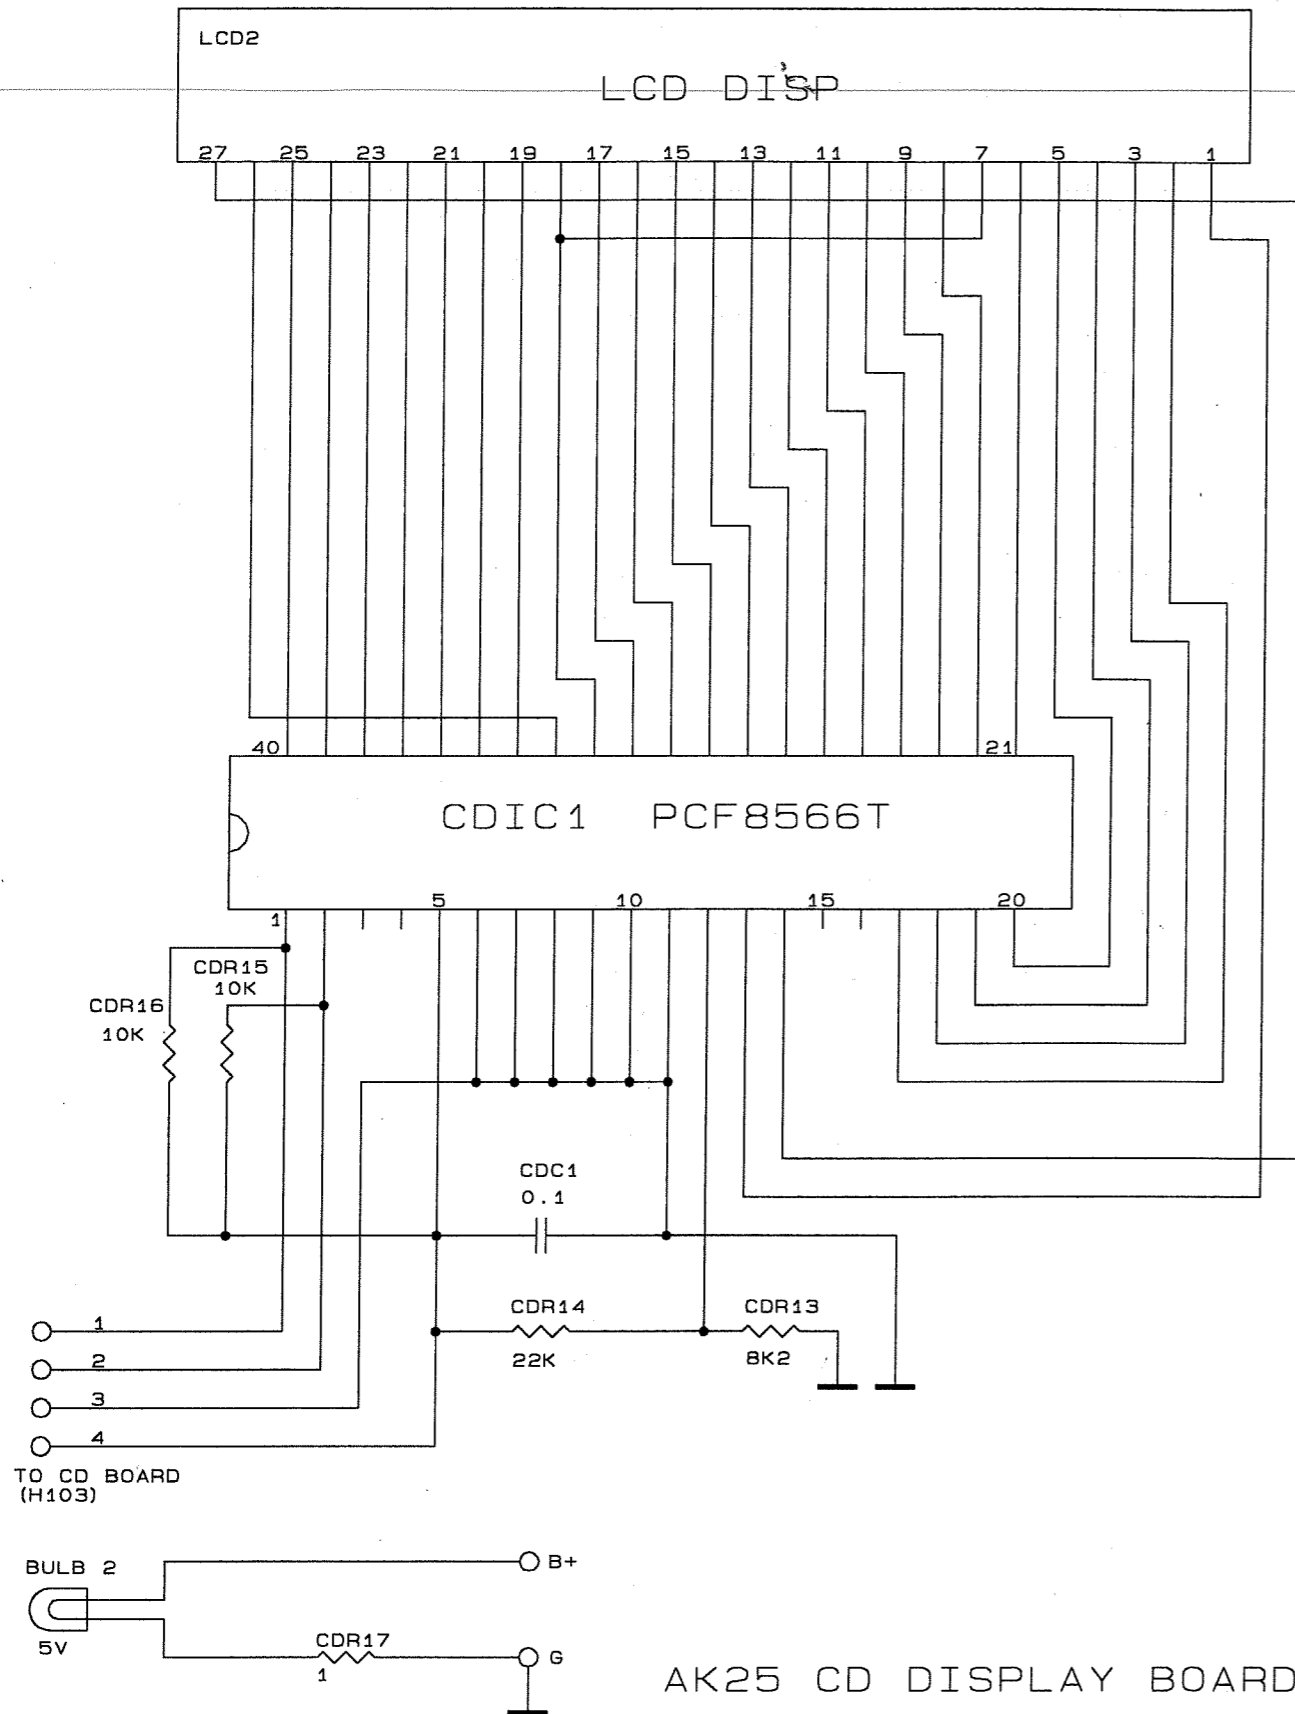 LCD2
LCD DISP
27 25 23 21 19 17 15 13 11 9 7 5 3 1
40 21
CDIC1 PCF8566T
1 5 10 15 20
CDR15
10K
CDR16
10K
CDC1
0.1
1
CDR14
CDR13
2
22K
8K2
3
4
TO CD BOARD
(H103)
BULB 2
B+
5V
CDR17
G
1
AK25 CD DISPLAY BOARD